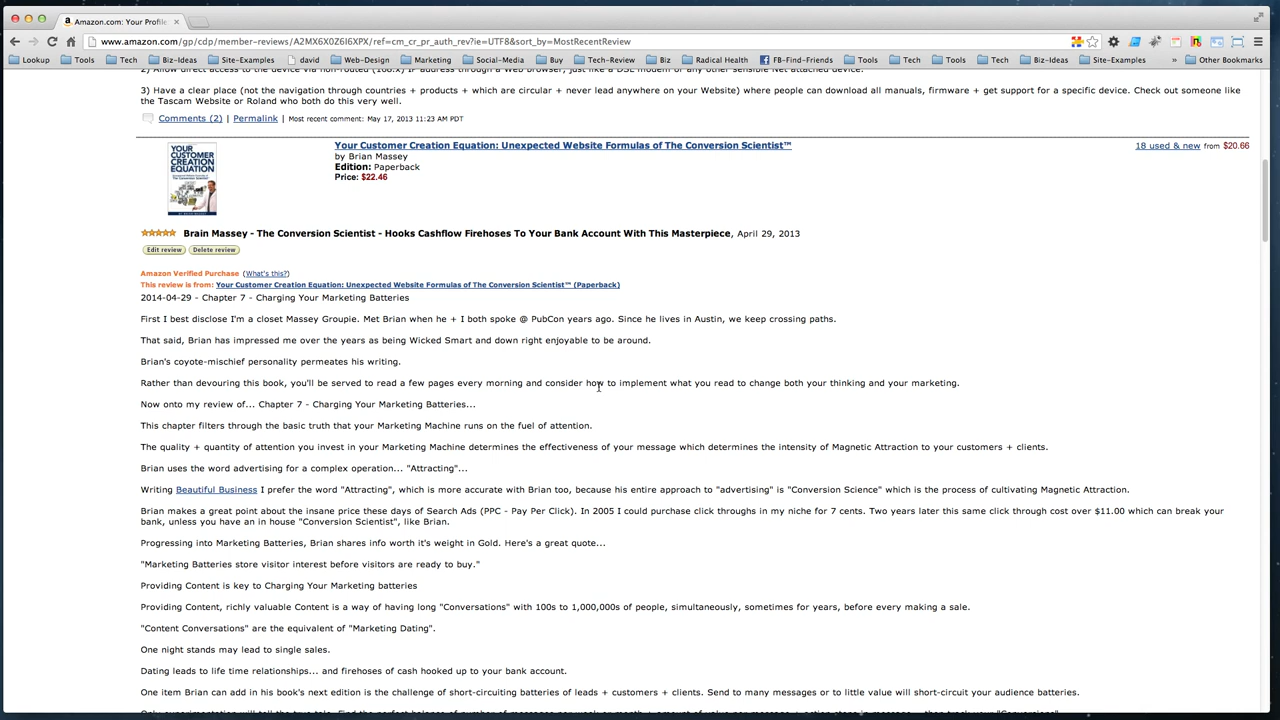 Amazon.com: Your Profile
www.amazon.com/gp/cdp/member-reviews/A2MX6X0Z6I6XPX/ref=cm_cr_pr_auth_rev?ie=UTF8&sort_by=MostRecentReview
Lookup Tools Tech Biz-Ideas Site-Examples david Web-Design Marketing Social-Media Buy Tech-Review Biz Radical Health FB-Find-Friends Tools Tech Tools Tech Biz-Ideas Site-Examples » Other Bookmarks
3) Have a clear place (not the navigation through countries + products + which are circular + never lead anywhere on your Website) where people can download all manuals, firmware + get support for a specific device. Check out someone like
the Tascam Website or Roland who both do this very well.
Comments (2) | Permalink | Most recent comment: May 17, 2013 11:23 AM PDT
YOUR
CUSTOMER
CREATION
EQUATION
Your Customer Creation Equation: Unexpected Website Formulas of The Conversion Scientist™
18 used & new from $20.66
by Brian Massey
Edition: Paperback
Price: $22.46
Brain Massey - The Conversion Scientist - Hooks Cashflow Firehoses To Your Bank Account With This Masterpiece, April 29, 2013
Edit review Delete review
Amazon Verified Purchase (What's this?)
This review is from: Your Customer Creation Equation: Unexpected Website Formulas of The Conversion Scientist™ (Paperback)
2014-04-29 - Chapter 7 - Charging Your Marketing Batteries
First I best disclose I'm a closet Massey Groupie. Met Brian when he + I both spoke @ PubCon years ago. Since he lives in Austin, we keep crossing paths.
That said, Brian has impressed me over the years as being Wicked Smart and down right enjoyable to be around.
Brian's coyote-mischief personality permeates his writing.
Rather than devouring this book, you'll be served to read a few pages every morning and consider how to implement what you read to change both your thinking and your marketing.
Now onto my review of... Chapter 7 - Charging Your Marketing Batteries...
This chapter filters through the basic truth that your Marketing Machine runs on the fuel of attention.
The quality + quantity of attention you invest in your Marketing Machine determines the effectiveness of your message which determines the intensity of Magnetic Attraction to your customers + clients.
Brian uses the word advertising for a complex operation... "Attracting"...
Writing Beautiful Business I prefer the word "Attracting", which is more accurate with Brian too, because his entire approach to "advertising" is "Conversion Science" which is the process of cultivating Magnetic Attraction.
Brian makes a great point about the insane price these days of Search Ads (PPC - Pay Per Click). In 2005 I could purchase click throughs in my niche for 7 cents. Two years later this same click through cost over $11.00 which can break your
bank, unless you have an in house "Conversion Scientist", like Brian.
Progressing into Marketing Batteries, Brian shares info worth it's weight in Gold. Here's a great quote...
"Marketing Batteries store visitor interest before visitors are ready to buy."
Providing Content is key to Charging Your Marketing batteries
Providing Content, richly valuable Content is a way of having long "Conversations" with 100s to 1,000,000s of people, simultaneously, sometimes for years, before every making a sale.
"Content Conversations" are the equivalent of "Marketing Dating".
One night stands may lead to single sales.
Dating leads to life time relationships... and firehoses of cash hooked up to your bank account.
One item Brian can add in his book's next edition is the challenge of short-circuiting batteries of leads + customers + clients. Send to many messages or to little value will short-circuit your audience batteries.